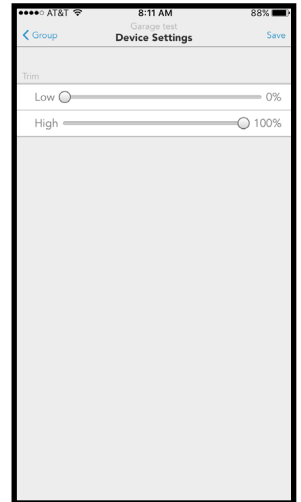 AT&T 8:11 AM 88%
Garage test
Group Device Settings Save
Trim
Low 0%
High 100%